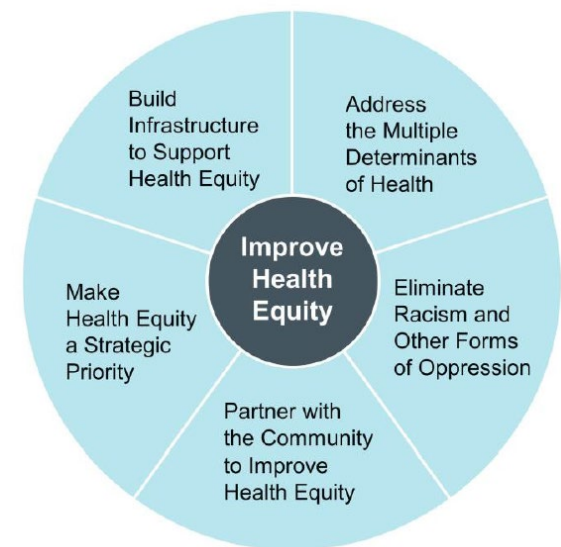 Build
Infrastructure
to Support
Health Equity
Address
the Multiple
Determinants
of Health
Improve
Health
Equity
Make
Health Equity
a Strategic
Priority
Eliminate
Racism and
Other Forms
of Oppression
Partner with
the Community
to Improve
Health Equity